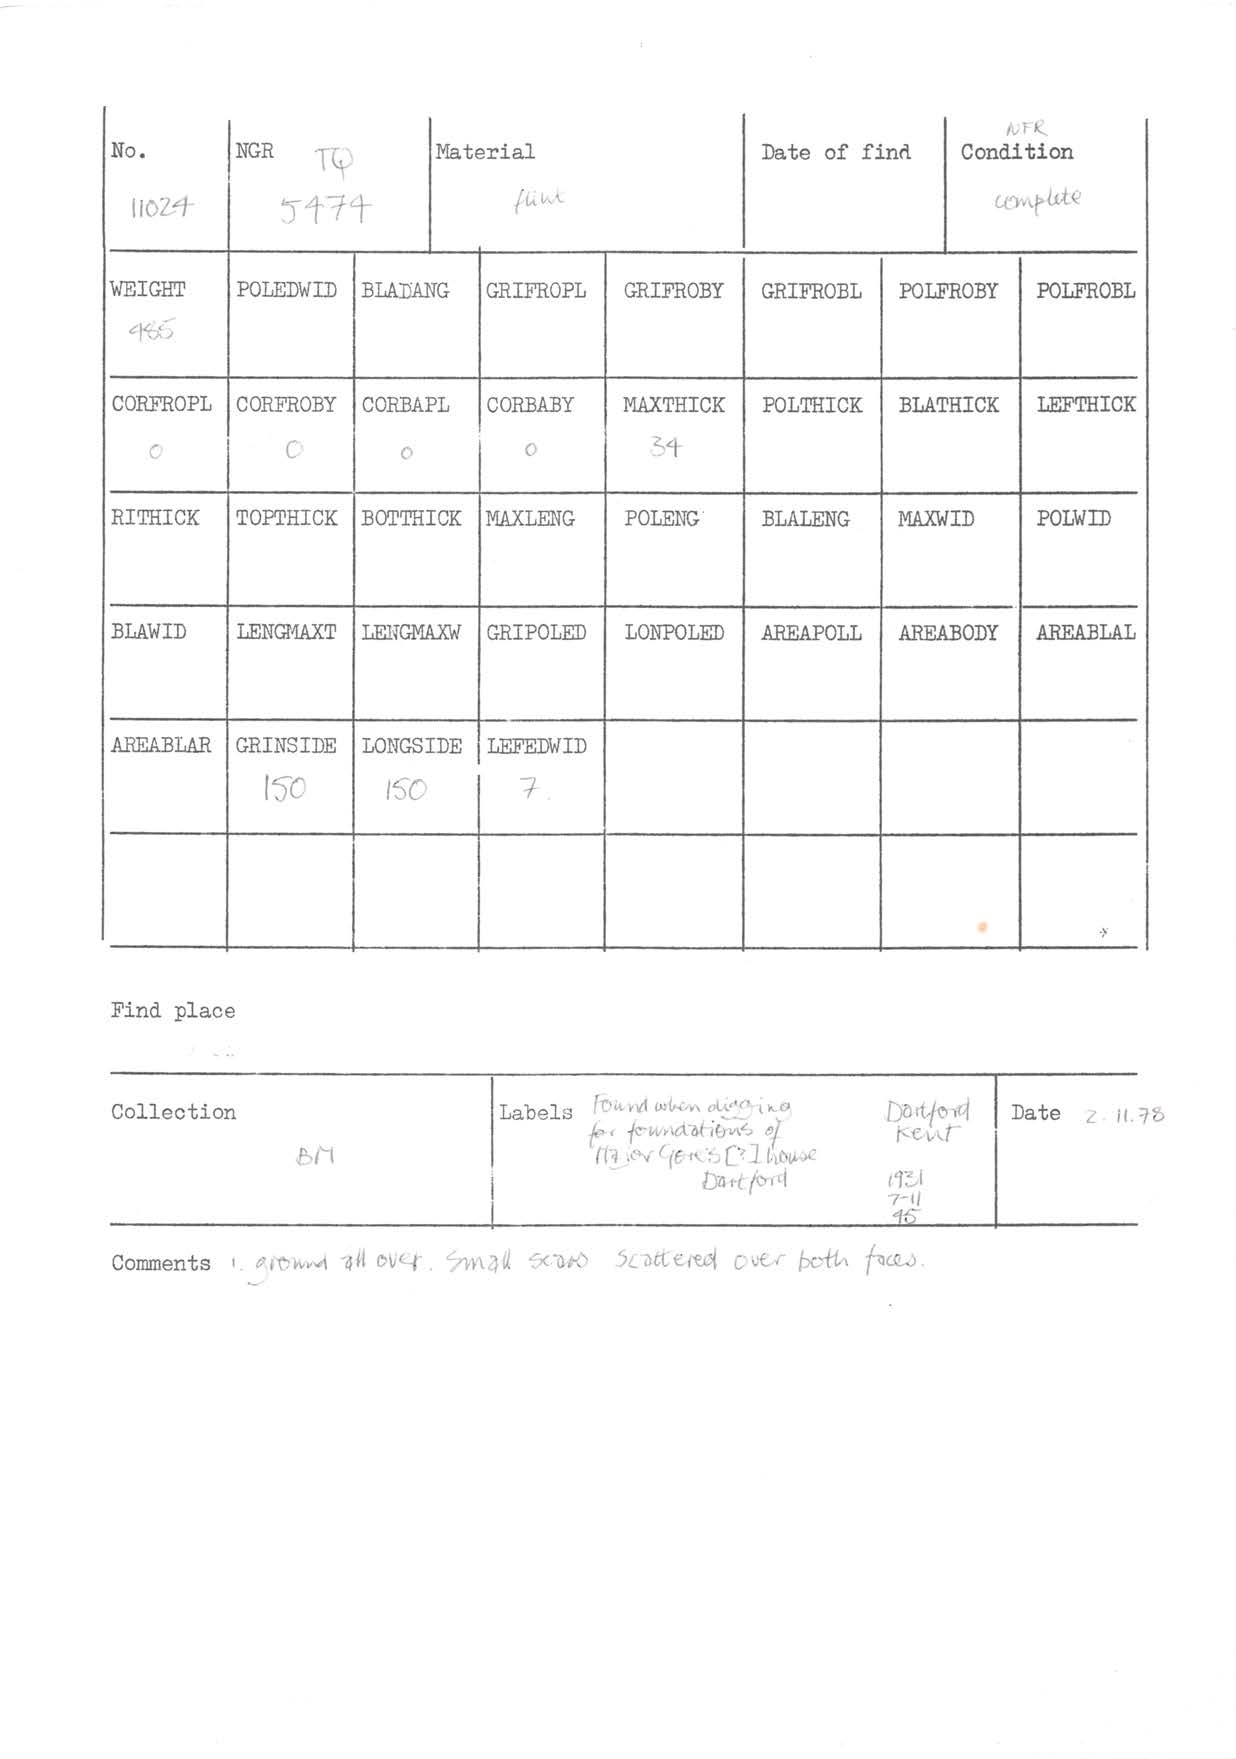 No. NGR TQ Material Date of find NFR Condition
11024 5474 flint complete
WEIGHT POLEDWID BLADANG GRIFROPL GRIFROBY GRIFROBL POLFROBY POLFROBL
485
CORFROPL CORFROBY CORBAPL CORBABY MAXTHICK POLTHICK BLATHICK LEFTHICK
0 0 0 0 34
RITHICK TOPTHICK BOTTHICK MAXLENG POLENG BLALENG MAXWID POLWID
BLAWID LENGMAXT LENGMAXW GRIPOLED LONPOLED AREAPOLL AREABODY AREABLAL
AREABLAR GRINSIDE LONGSIDE LEFEDWID
150 150 7.
Find place
Collection
BM
Labels Found when digging
for foundations of
Major [?] house
Dartford
Dartford
Kent
1931
7-11
45
Date 2.11.78
Comments 1. ground all over. Small scars scattered over both faces.